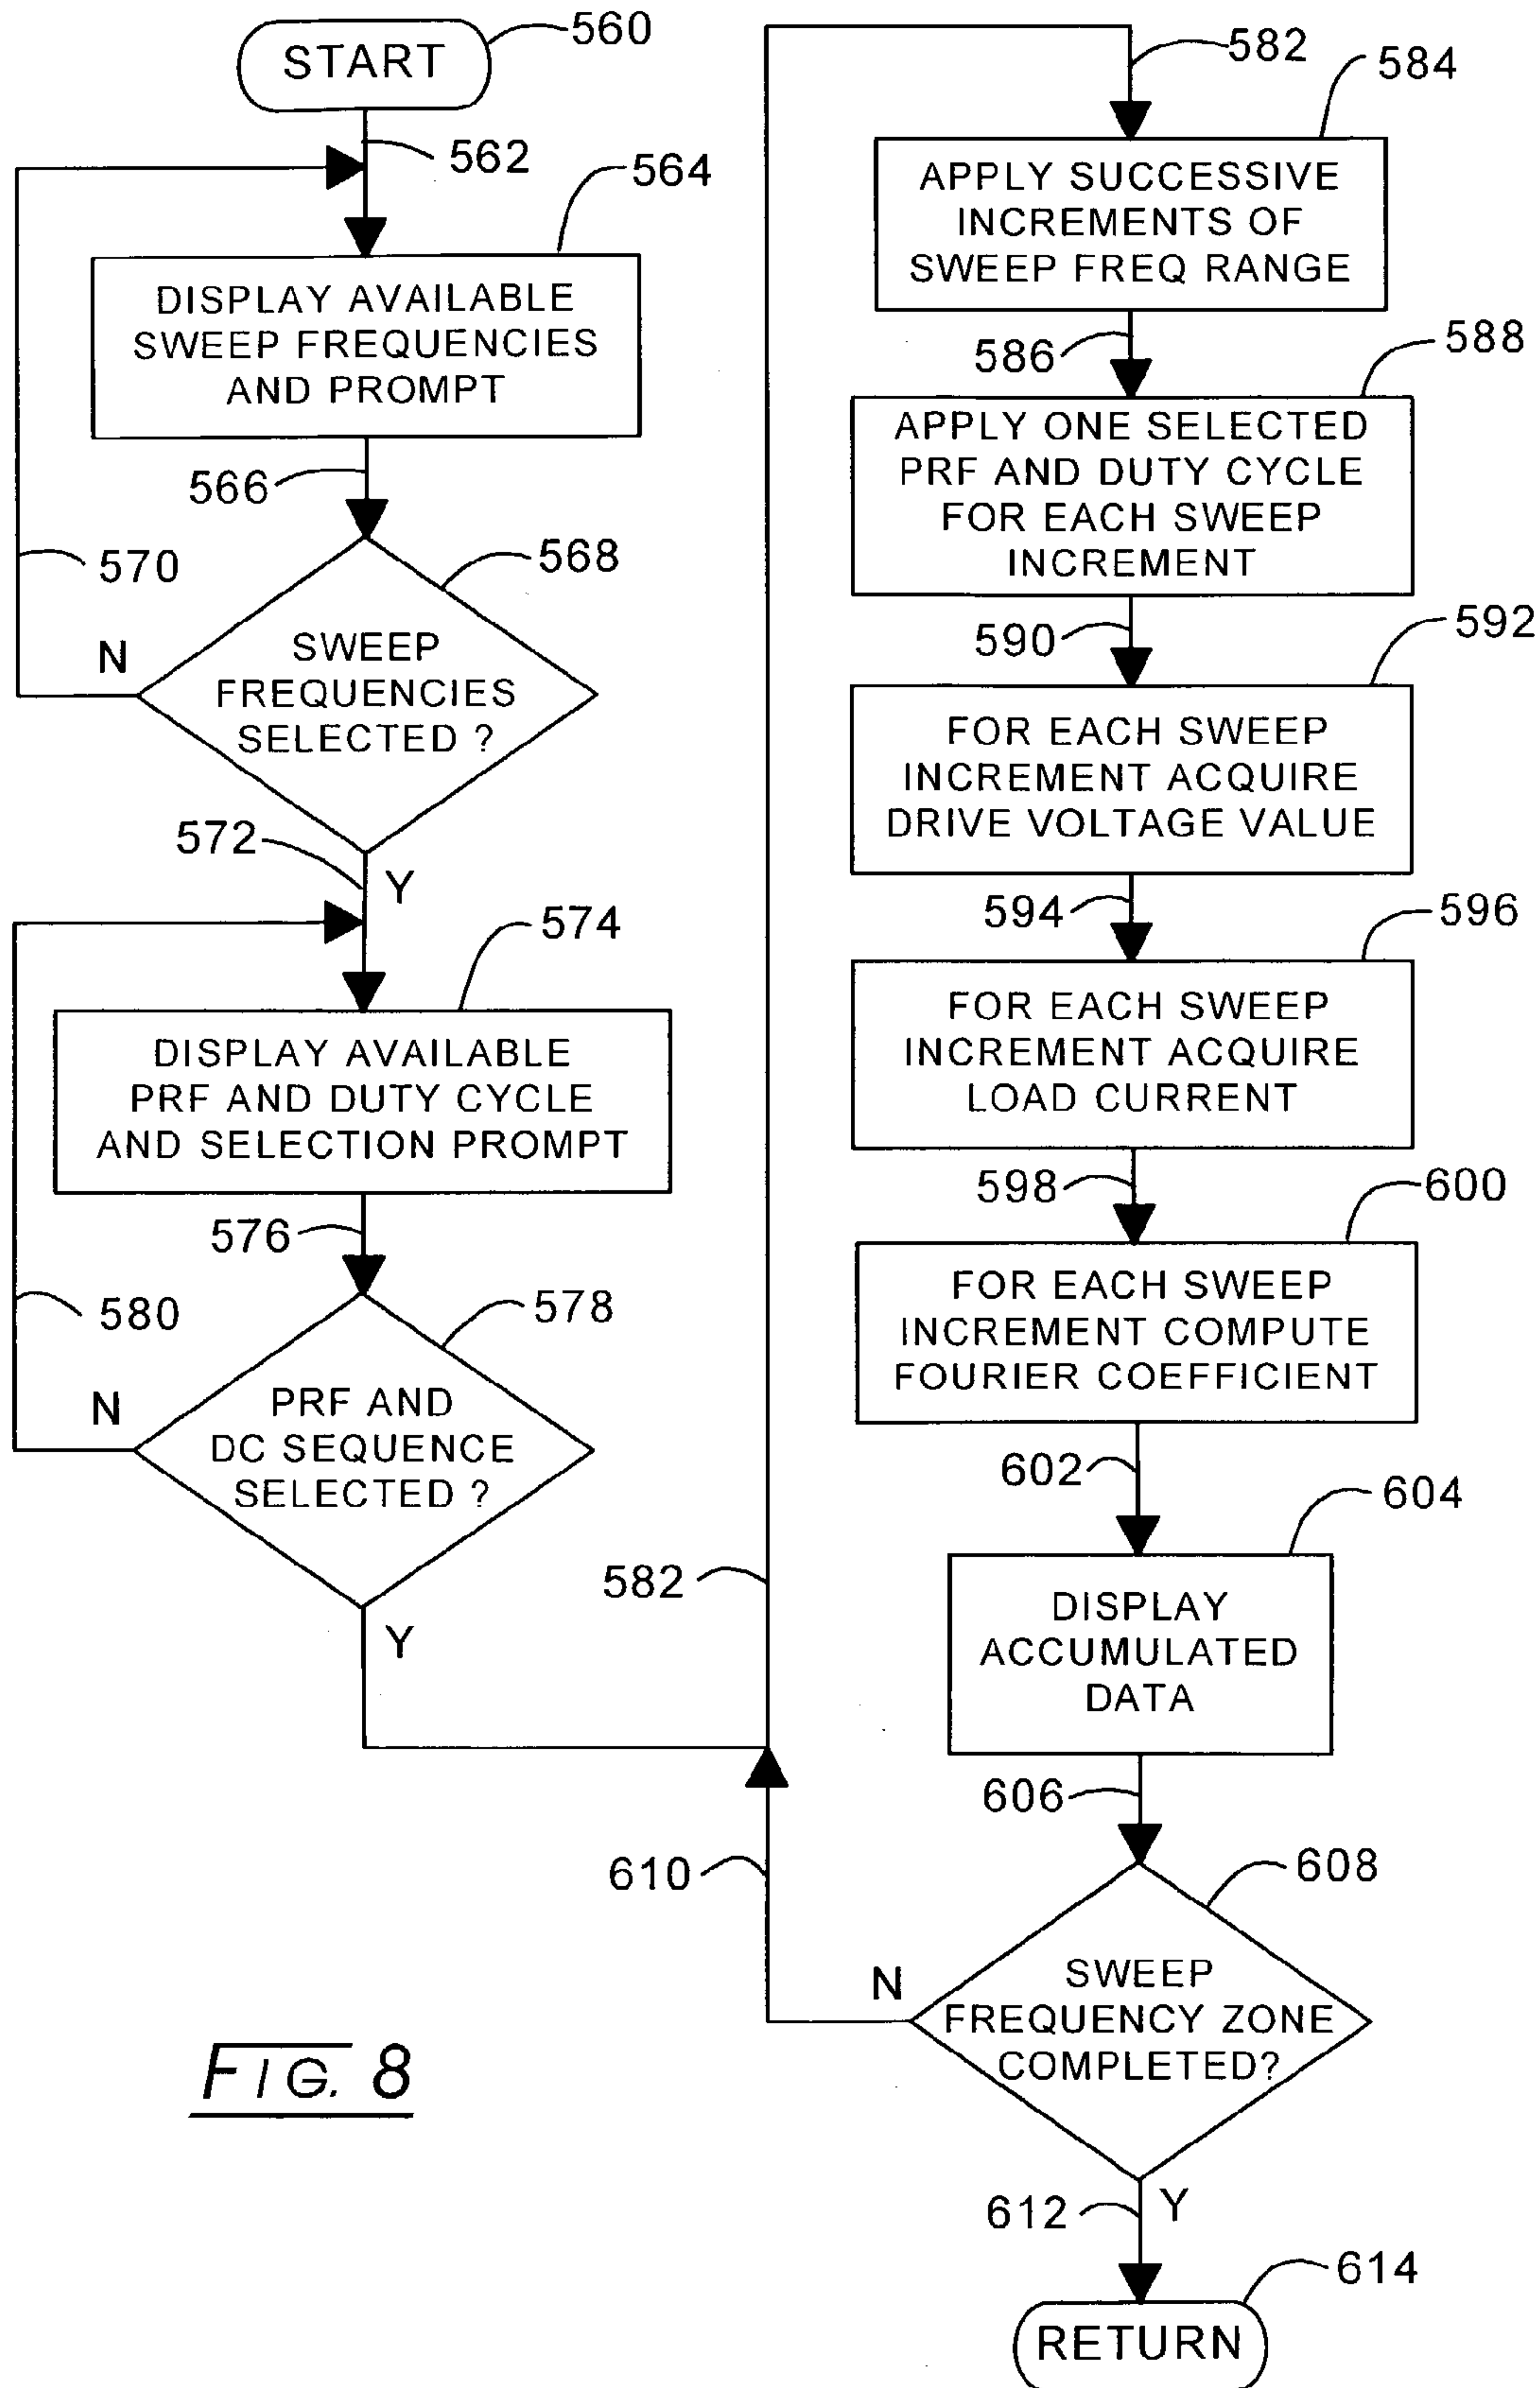 START
560
562
564
DISPLAY AVAILABLE
SWEEP FREQUENCIES
AND PROMPT
566
570
568
N
SWEEP
FREQUENCIES
SELECTED ?
572
Y
574
DISPLAY AVAILABLE
PRF AND DUTY CYCLE
AND SELECTION PROMPT
576
580
578
N
PRF AND
DC SEQUENCE
SELECTED ?
Y
582
582
584
APPLY SUCCESSIVE
INCREMENTS OF
SWEEP FREQ RANGE
586
588
APPLY ONE SELECTED
PRF AND DUTY CYCLE
FOR EACH SWEEP
INCREMENT
590
592
FOR EACH SWEEP
INCREMENT ACQUIRE
DRIVE VOLTAGE VALUE
594
596
FOR EACH SWEEP
INCREMENT ACQUIRE
LOAD CURRENT
598
600
FOR EACH SWEEP
INCREMENT COMPUTE
FOURIER COEFFICIENT
602
604
DISPLAY
ACCUMULATED
DATA
606
610
608
N
SWEEP
FREQUENCY ZONE
COMPLETED?
612
Y
614
RETURN
FIG. 8